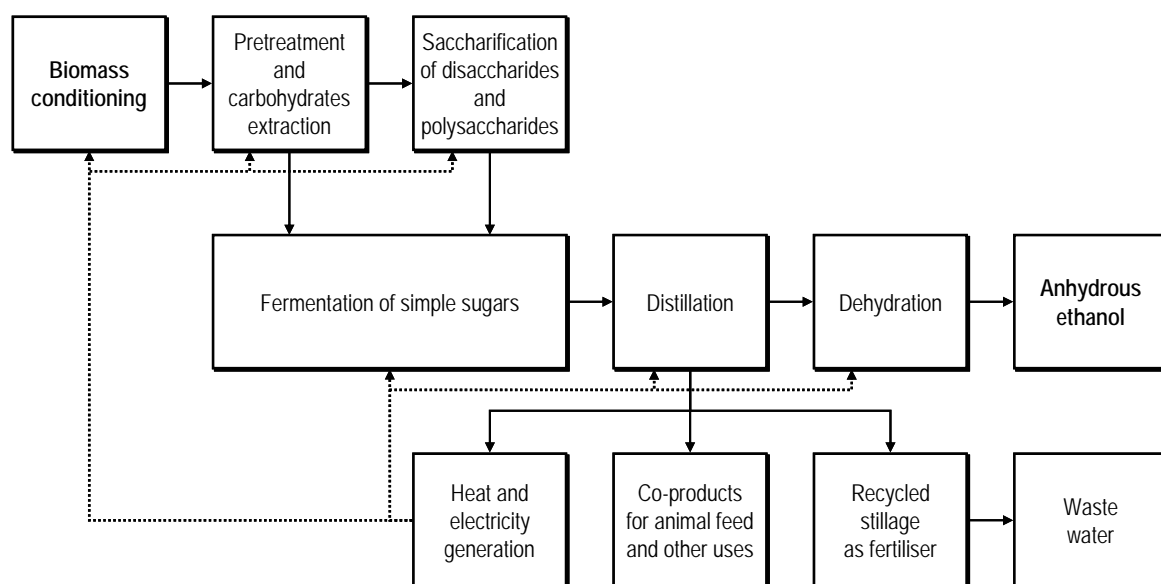 Biomass
conditioning
Pretreatment
and
carbohydrates
extraction
Saccharification
of disaccharides
and
polysaccharides
Fermentation of simple sugars
Distillation
Dehydration
Anhydrous
ethanol
Heat and
electricity
generation
Co-products
for animal feed
and other uses
Recycled
stillage
as fertiliser
Waste
water